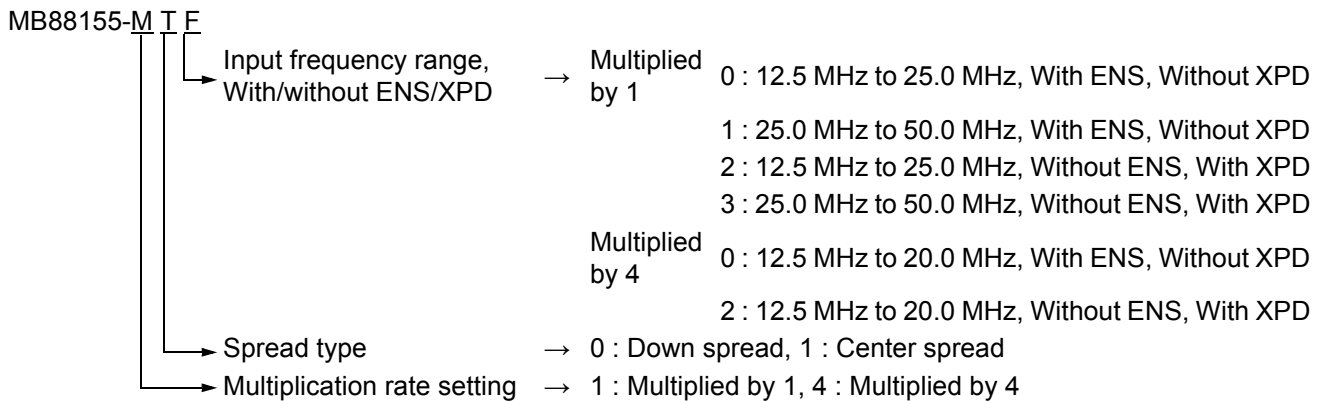 MB88155-M T F
Input frequency range,
With/without ENS/XPD
→ Multiplied
by 1
0 : 12.5 MHz to 25.0 MHz, With ENS, Without XPD
1 : 25.0 MHz to 50.0 MHz, With ENS, Without XPD
2 : 12.5 MHz to 25.0 MHz, Without ENS, With XPD
3 : 25.0 MHz to 50.0 MHz, Without ENS, With XPD
Multiplied
by 4
0 : 12.5 MHz to 20.0 MHz, With ENS, Without XPD
2 : 12.5 MHz to 20.0 MHz, Without ENS, With XPD
Spread type → 0 : Down spread, 1 : Center spread
Multiplication rate setting → 1 : Multiplied by 1, 4 : Multiplied by 4